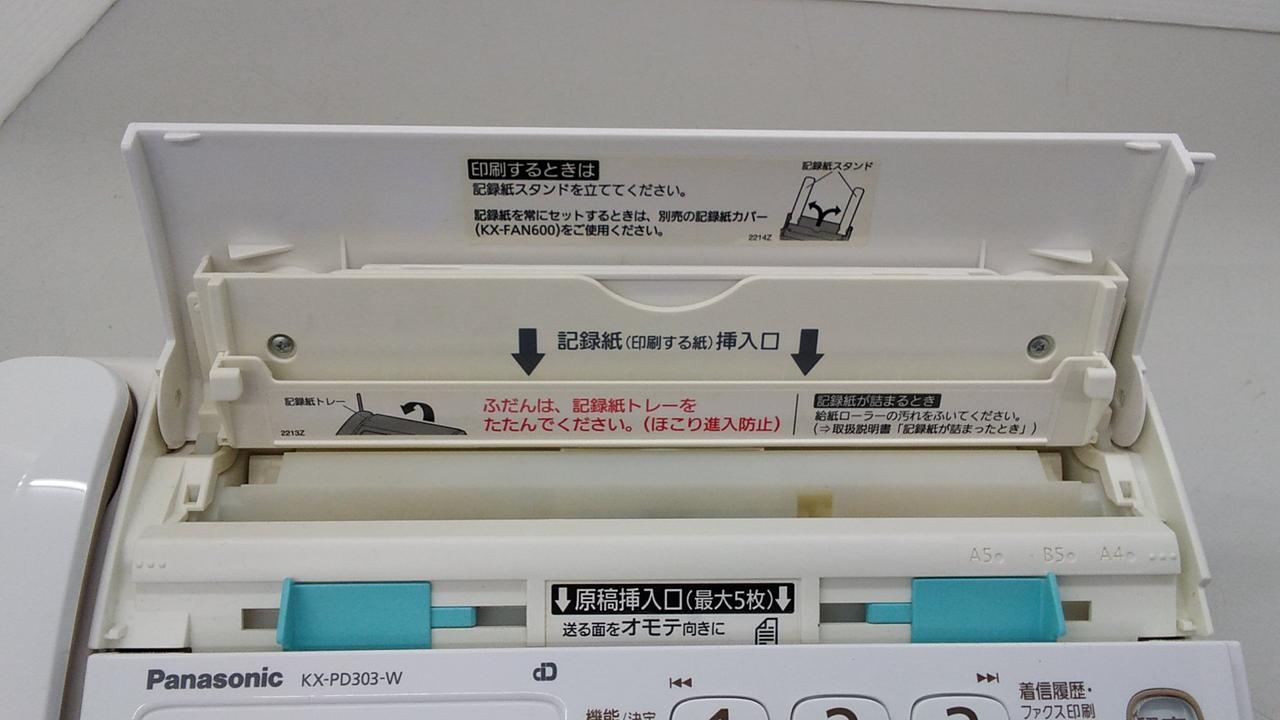 印刷するときは
記録紙スタンドを立ててください。
記録紙を常にセットするときは、別売の記録紙カバー
(KX-FAN600)をご使用ください。
記録紙スタンド
2214Z
記録紙(印刷する紙)挿入口
記録紙トレー
2213Z
ふだんは、記録紙トレーを
たたんでください。(ほこり進入防止)
記録紙が詰まるとき
給紙ローラーの汚れをふいてください。
(⇒取扱説明書「記録紙が詰まったとき」)
A5 B5 A4
原稿挿入口(最大5枚)
送る面をオモテ向きに
Panasonic KX-PD303-W
機能/決定
1 2 3
着信履歴・
ファクス印刷